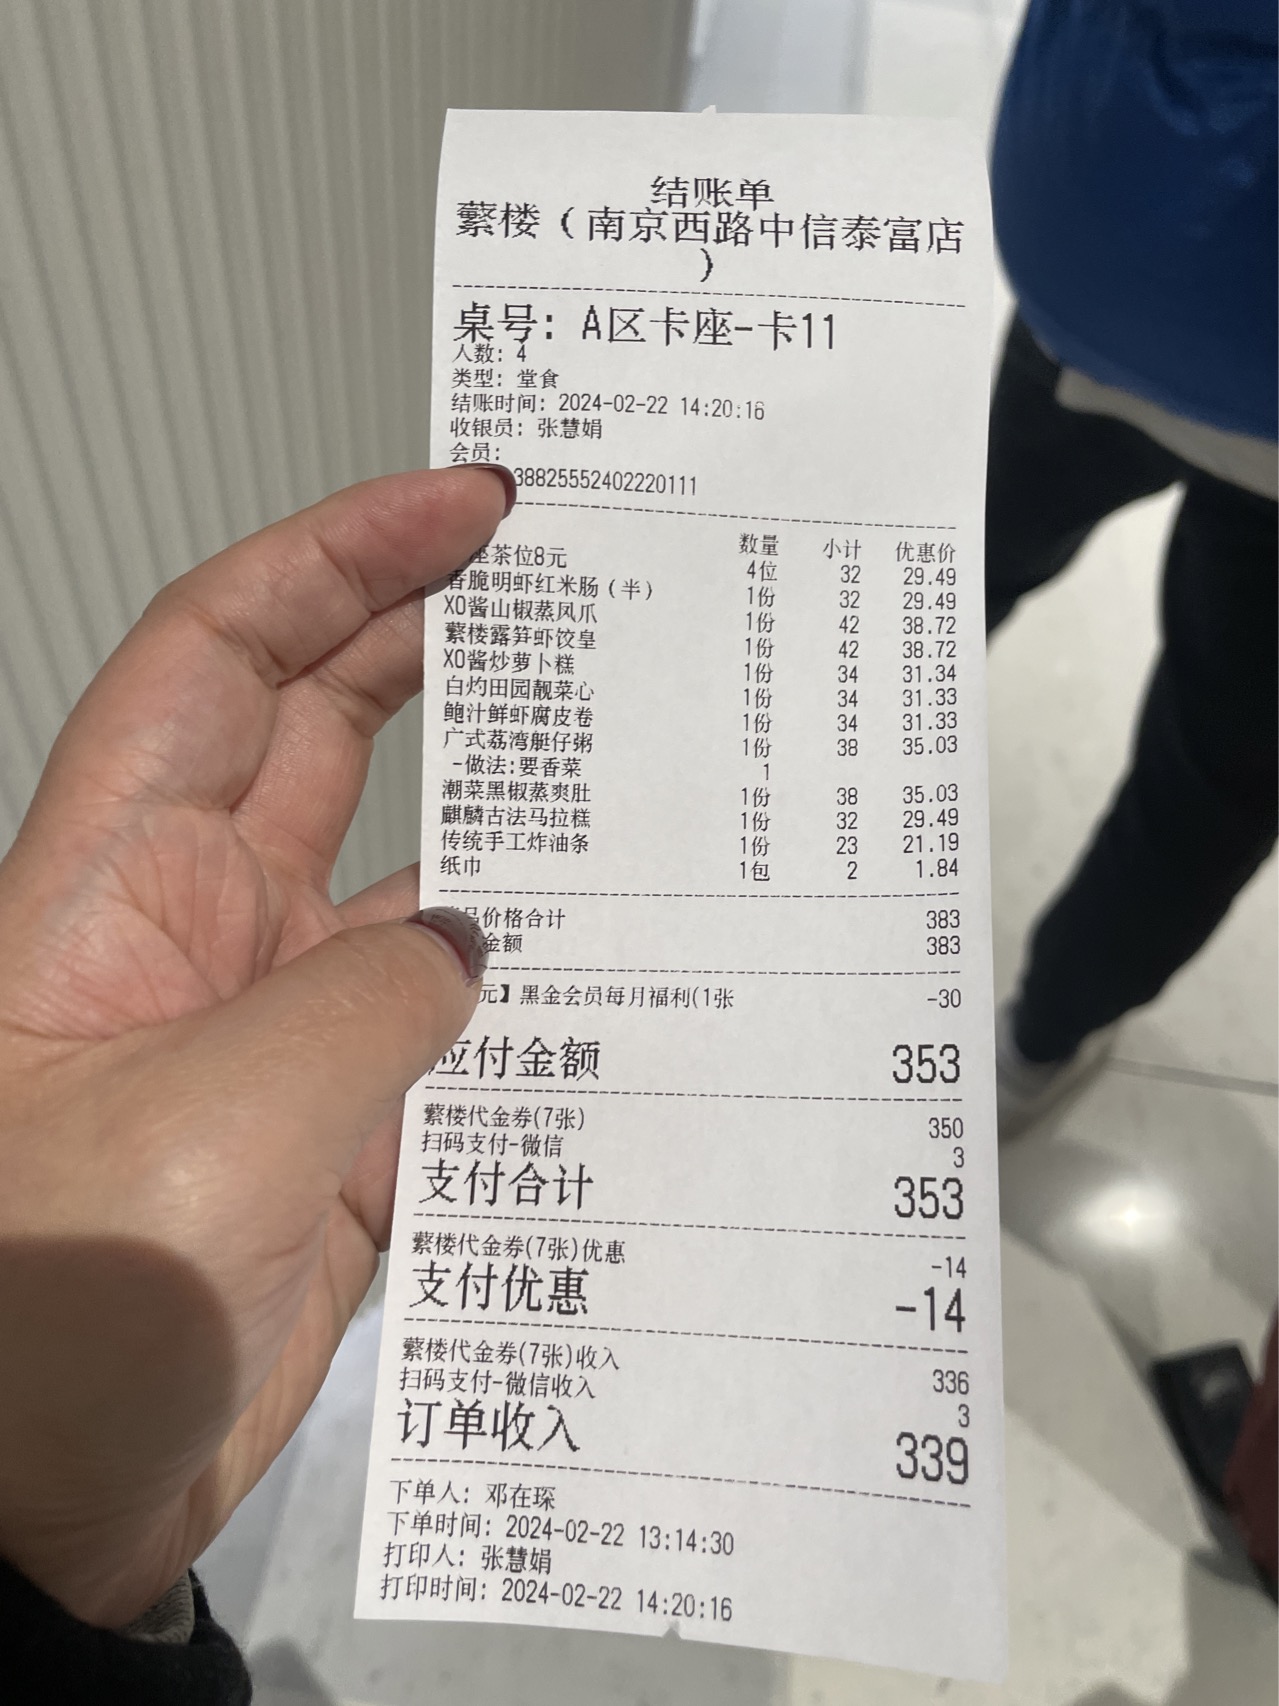 结账单
蘩楼（南京西路中信泰富店
）
桌号: A区卡座-卡11
人数: 4
类型: 堂食
结账时间: 2024-02-22 14:20:16
收银员: 张慧娟
会员:
38825552402220111
数量 小计 优惠价
座茶位8元 4位 32 29.49
香脆明虾红米肠（半） 1份 32 29.49
XO酱山椒蒸凤爪 1份 42 38.72
蘩楼露笋虾饺皇 1份 42 38.72
XO酱炒萝卜糕 1份 34 31.34
白灼田园靓菜心 1份 34 31.33
鲍汁鲜虾腐皮卷 1份 34 31.33
广式荔湾艇仔粥 1份 38 35.03
-做法:要香菜 1
潮菜黑椒蒸爽肚 1份 38 35.03
麒麟古法马拉糕 1份 32 29.49
传统手工炸油条 1份 23 21.19
纸巾 1包 2 1.84
品价格合计 383
金额 383
元】黑金会员每月福利(1张 -30
应付金额 353
蘩楼代金券(7张) 350
扫码支付-微信 3
支付合计 353
蘩楼代金券(7张)优惠 -14
支付优惠 -14
蘩楼代金券(7张)收入 336
扫码支付-微信收入 3
订单收入 339
下单人: 邓在琛
下单时间: 2024-02-22 13:14:30
打印人: 张慧娟
打印时间: 2024-02-22 14:20:16